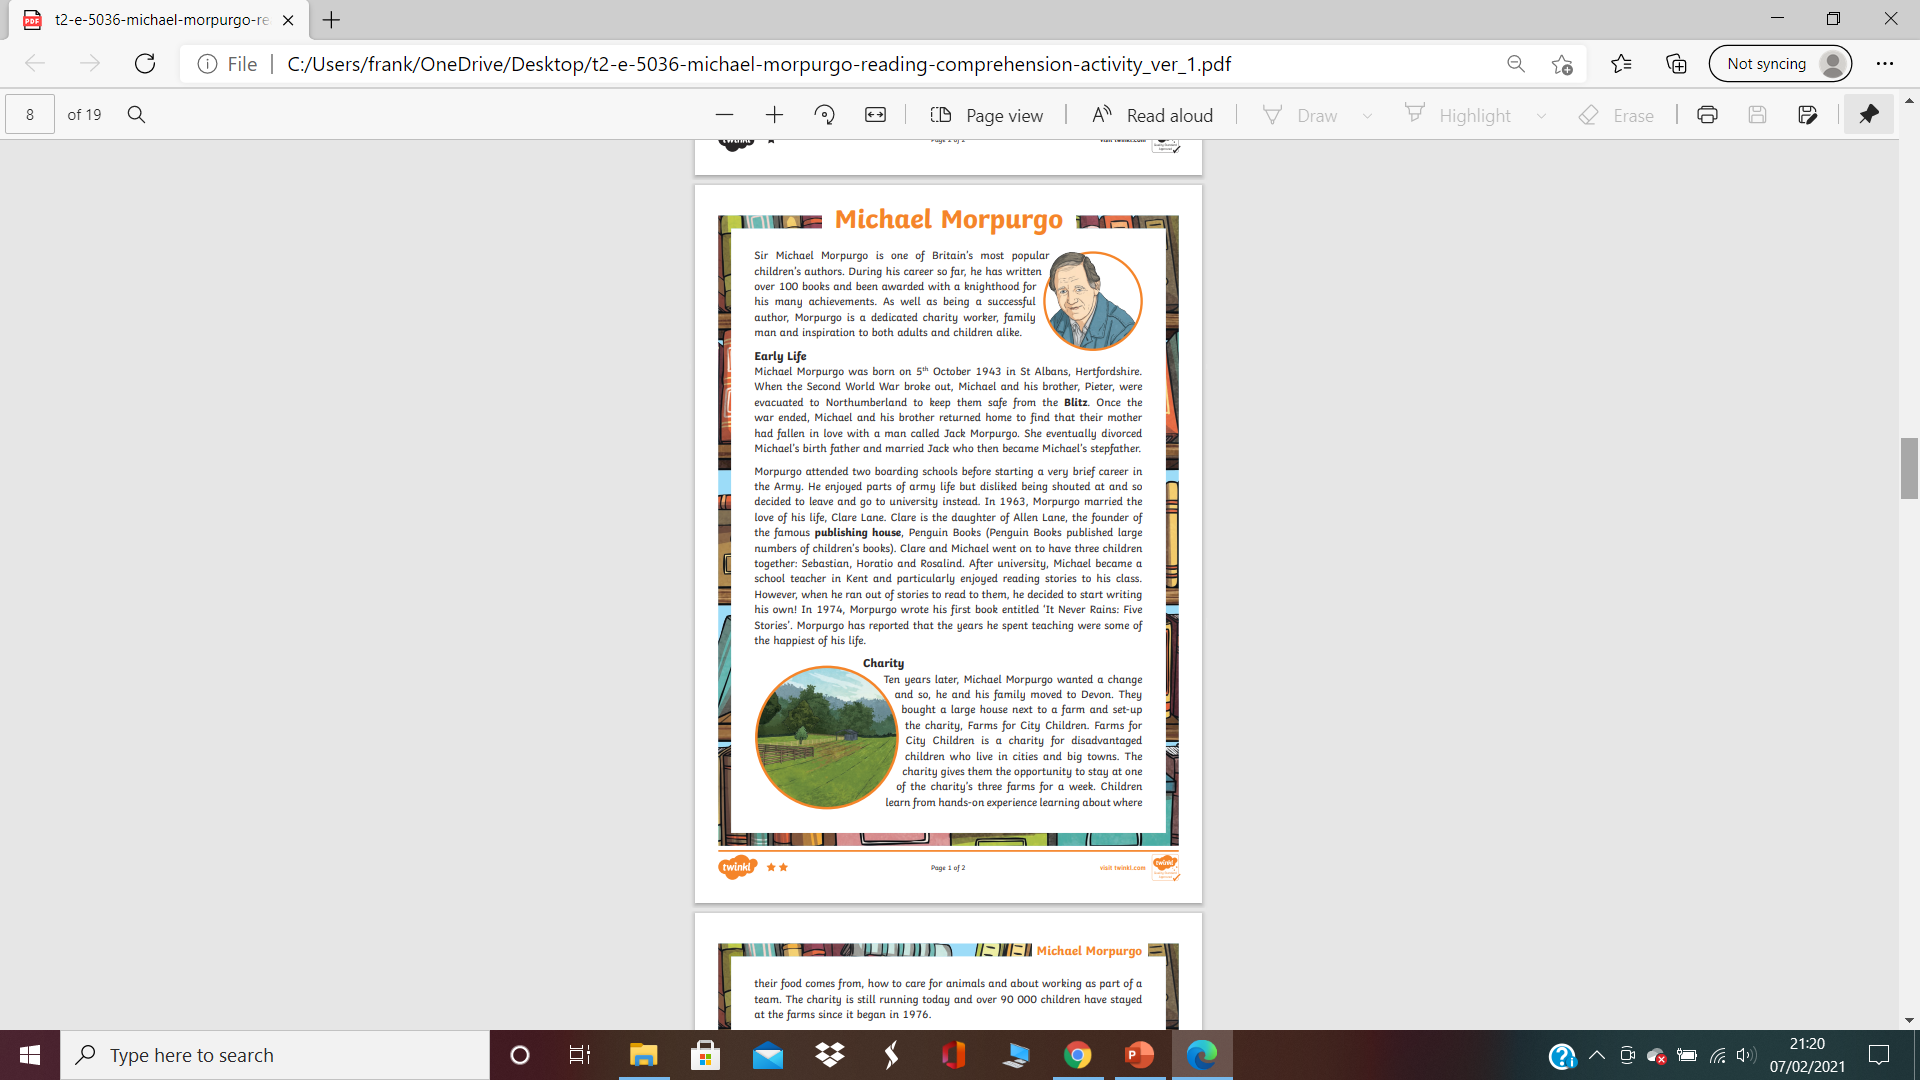 t2-e-5036-michael-morpurgo-re
File
C:/Users/frank/OneDrive/Desktop/t2-e-5036-michael-morpurgo-reading-comprehension-activity_ver_1.pdf
Not syncing
8 of 19
Page view
Read aloud
Draw
Highlight
Erase
twinkl
visit twinkl.com
Michael Morpurgo
Sir Michael Morpurgo is one of Britain's most popular
children's authors. During his career so far, he has written
over 100 books and been awarded with a knighthood for
his many achievements. As well as being a successful
author, Morpurgo is a dedicated charity worker, family
man and inspiration to both adults and children alike.
Early Life
Michael Morpurgo was born on 5th October 1943 in St Albans, Hertfordshire.
When the Second World War broke out, Michael and his brother, Pieter, were
evacuated to Northumberland to keep them safe from the Blitz. Once the
war ended, Michael and his brother returned home to find that their mother
had fallen in love with a man called Jack Morpurgo. She eventually divorced
Michael's birth father and married Jack who then became Michael's stepfather.
Morpurgo attended two boarding schools before starting a very brief career in
the Army. He enjoyed parts of army life but disliked being shouted at and so
decided to leave and go to university instead. In 1963, Morpurgo married the
love of his life, Clare Lane. Clare is the daughter of Allen Lane, the founder of
the famous publishing house, Penguin Books (Penguin Books published large
numbers of children's books). Clare and Michael went on to have three children
together: Sebastian, Horatio and Rosalind. After university, Michael became a
school teacher in Kent and particularly enjoyed reading stories to his class.
However, when he ran out of stories to read to them, he decided to start writing
his own! In 1974, Morpurgo wrote his first book entitled 'It Never Rains: Five
Stories'. Morpurgo has reported that the years he spent teaching were some of
the happiest of his life.
Charity
Ten years later, Michael Morpurgo wanted a change
and so, he and his family moved to Devon. They
bought a large house next to a farm and set-up
the charity, Farms for City Children. Farms for
City Children is a charity for disadvantaged
children who live in cities and big towns. The
charity gives them the opportunity to stay at one
of the charity's three farms for a week. Children
learn from hands-on experience learning about where
twinkl
Page 1 of 2
visit twinkl.com
twinkl
Michael Morpurgo
their food comes from, how to care for animals and about working as part of a
team. The charity is still running today and over 90 000 children have stayed
at the farms since it began in 1976.
Type here to search
21:20
07/02/2021